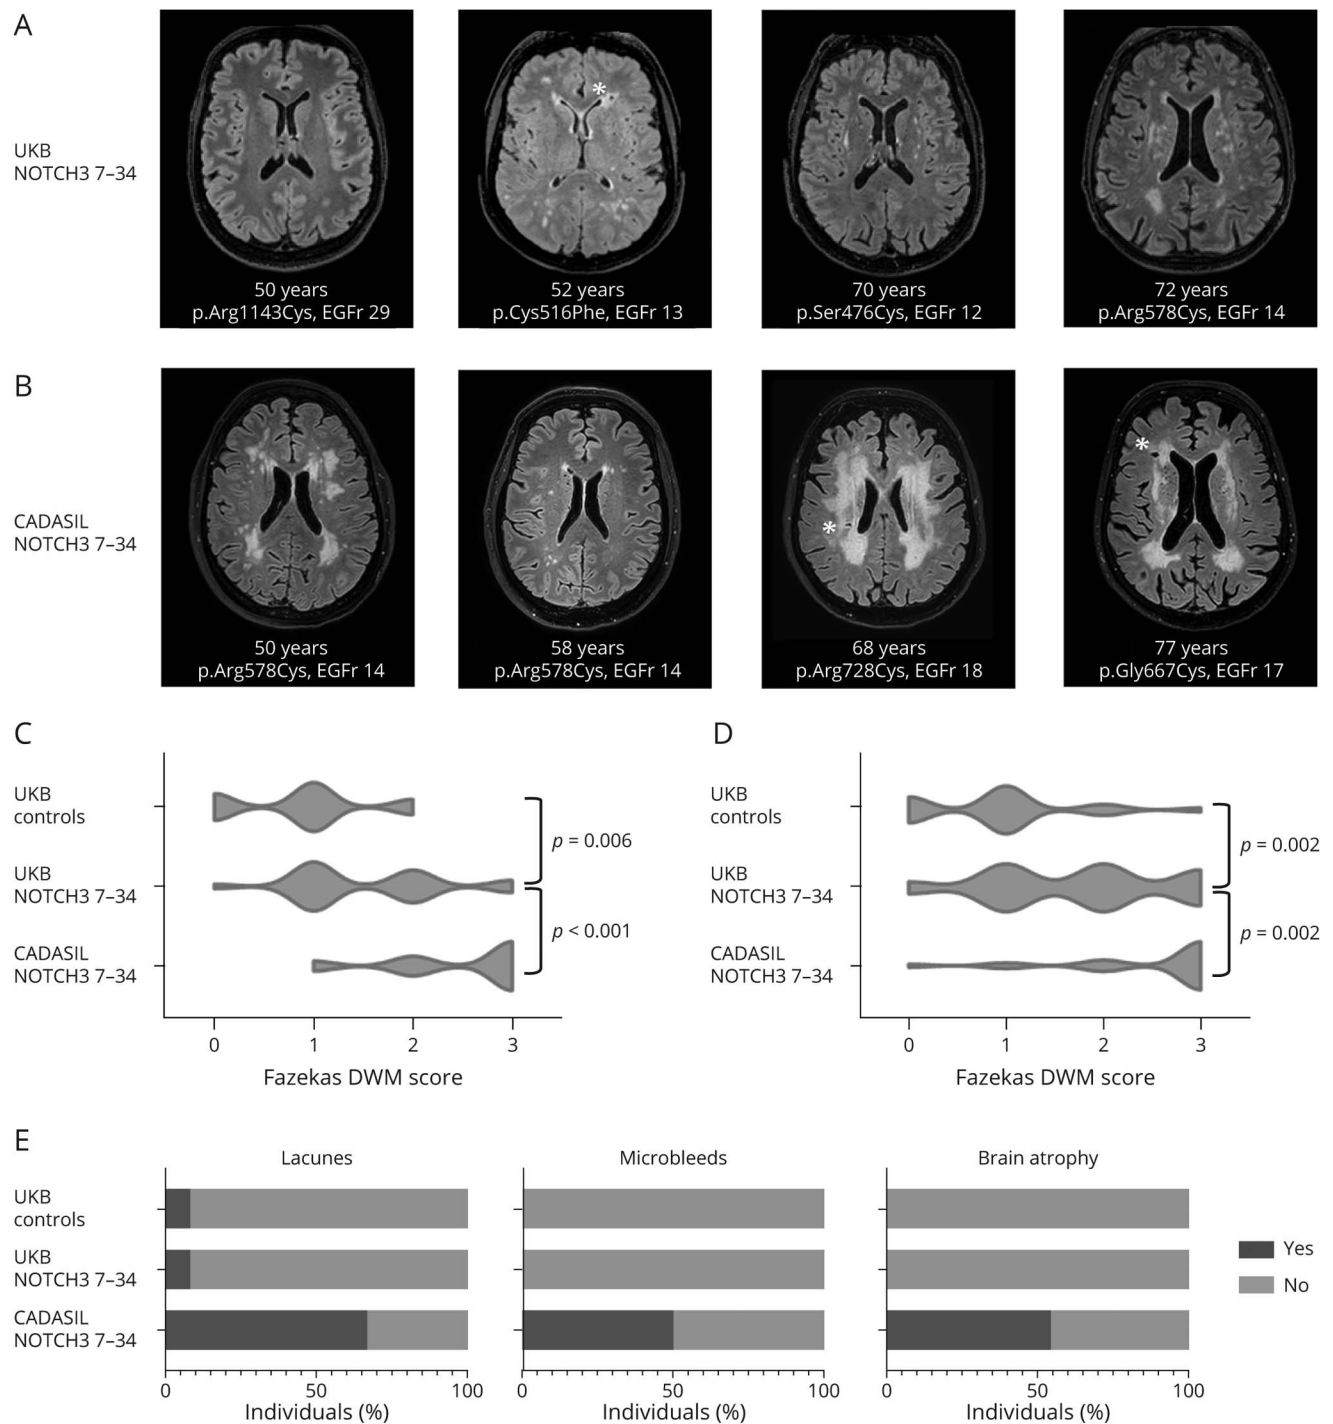 A
UKB
NOTCH3 7–34
50 years
p.Arg1143Cys, EGFr 29
*
52 years
p.Cys516Phe, EGFr 13
70 years
p.Ser476Cys, EGFr 12
72 years
p.Arg578Cys, EGFr 14
B
CADASIL
NOTCH3 7–34
50 years
p.Arg578Cys, EGFr 14
58 years
p.Arg578Cys, EGFr 14
*
68 years
p.Arg728Cys, EGFr 18
*
77 years
p.Gly667Cys, EGFr 17
C
UKB
controls
UKB
NOTCH3 7–34
CADASIL
NOTCH3 7–34
p = 0.006
p < 0.001
0 1 2 3
Fazekas DWM score
D
UKB
controls
UKB
NOTCH3 7–34
CADASIL
NOTCH3 7–34
p = 0.002
p = 0.002
0 1 2 3
Fazekas DWM score
E
Lacunes
Microbleeds
Brain atrophy
UKB
controls
UKB
NOTCH3 7–34
CADASIL
NOTCH3 7–34
0 50 100
Individuals (%)
0 50 100
Individuals (%)
0 50 100
Individuals (%)
Yes
No